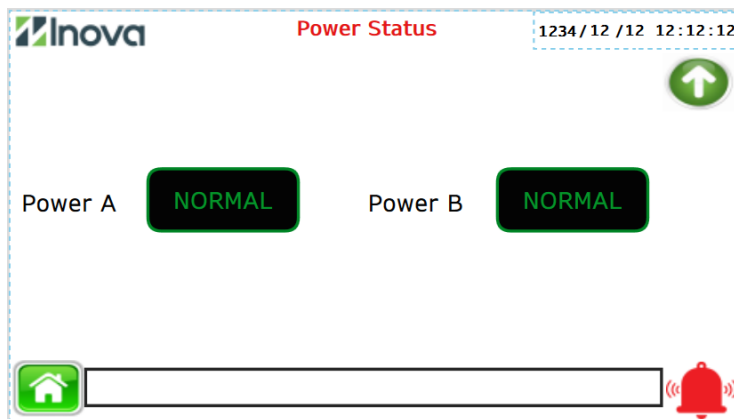 Inova
Power Status
1234/12/12 12:12:12
Power A
NORMAL
Power B
NORMAL